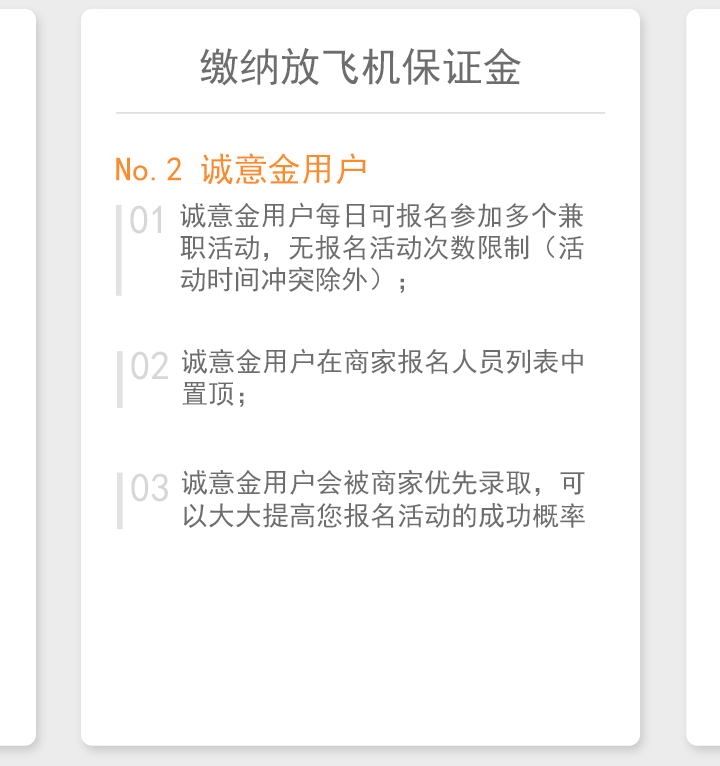 缴纳放飞机保证金
No.2 诚意金用户
01 诚意金用户每日可报名参加多个兼
职活动，无报名活动次数限制（活
动时间冲突除外）；
02 诚意金用户在商家报名人员列表中
置顶；
03 诚意金用户会被商家优先录取，可
以大大提高您报名活动的成功概率